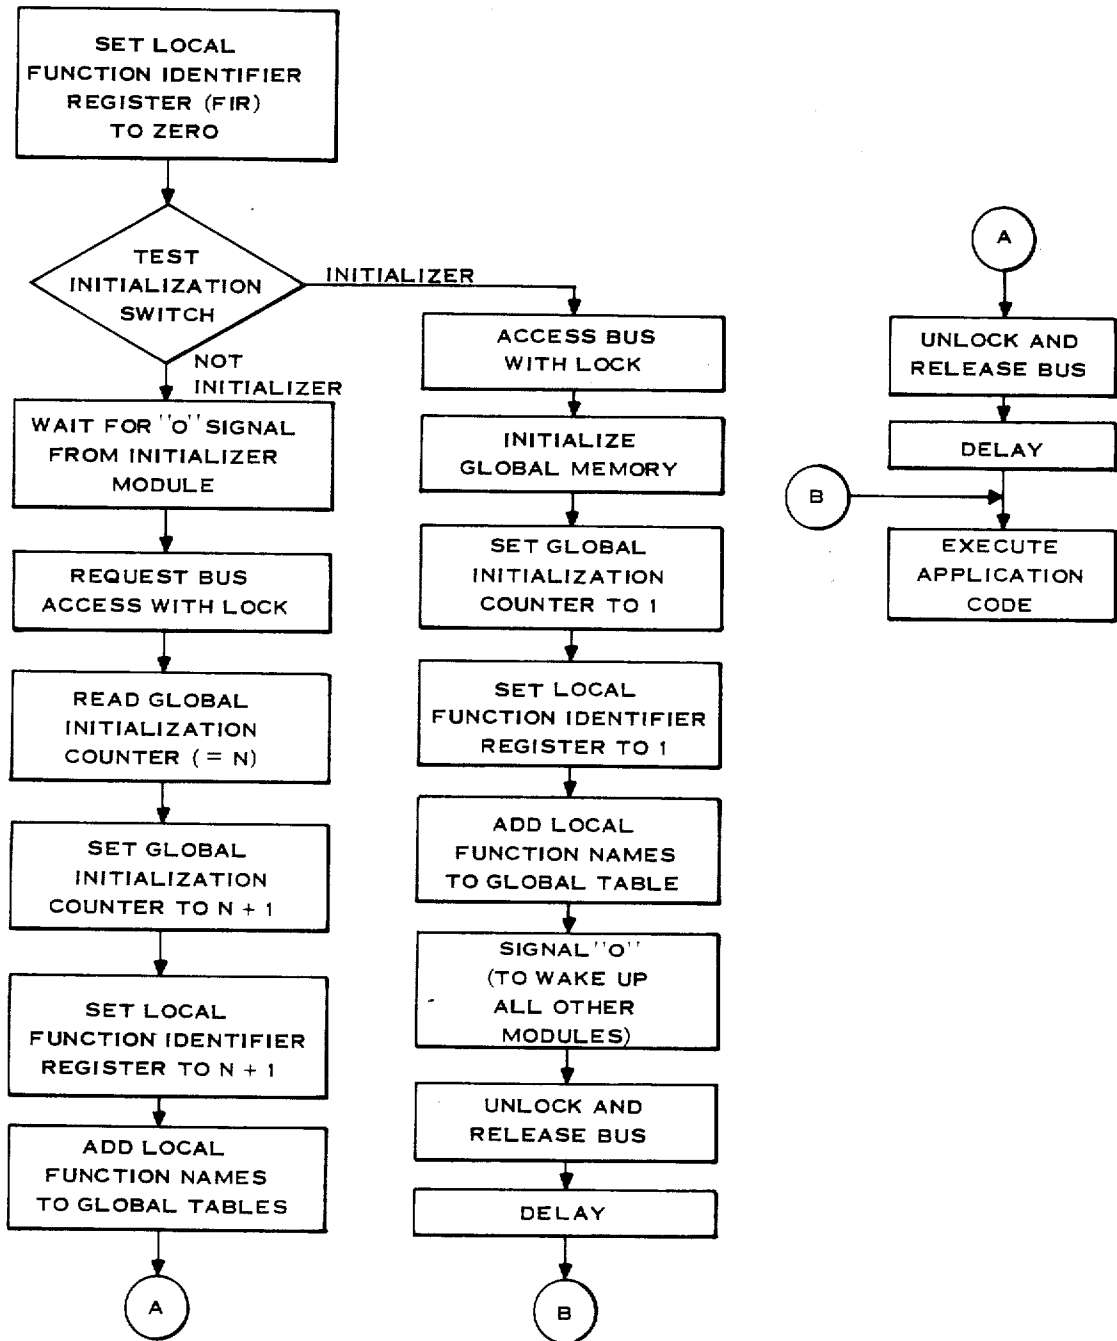 SET LOCAL
FUNCTION IDENTIFIER
REGISTER (FIR)
TO ZERO
TEST
INITIALIZATION
SWITCH
INITIALIZER
NOT
INITIALIZER
WAIT FOR "O" SIGNAL
FROM INITIALIZER
MODULE
REQUEST BUS
ACCESS WITH LOCK
READ GLOBAL
INITIALIZATION
COUNTER (= N)
SET GLOBAL
INITIALIZATION
COUNTER TO N + 1
SET LOCAL
FUNCTION IDENTIFIER
REGISTER TO N + 1
ADD LOCAL
FUNCTION NAMES
TO GLOBAL TABLES
A
ACCESS BUS
WITH LOCK
INITIALIZE
GLOBAL MEMORY
SET GLOBAL
INITIALIZATION
COUNTER TO 1
SET LOCAL
FUNCTION IDENTIFIER
REGISTER TO 1
ADD LOCAL
FUNCTION NAMES
TO GLOBAL TABLE
SIGNAL "O"
(TO WAKE UP
ALL OTHER
MODULES)
UNLOCK AND
RELEASE BUS
DELAY
B
A
UNLOCK AND
RELEASE BUS
DELAY
B
EXECUTE
APPLICATION
CODE